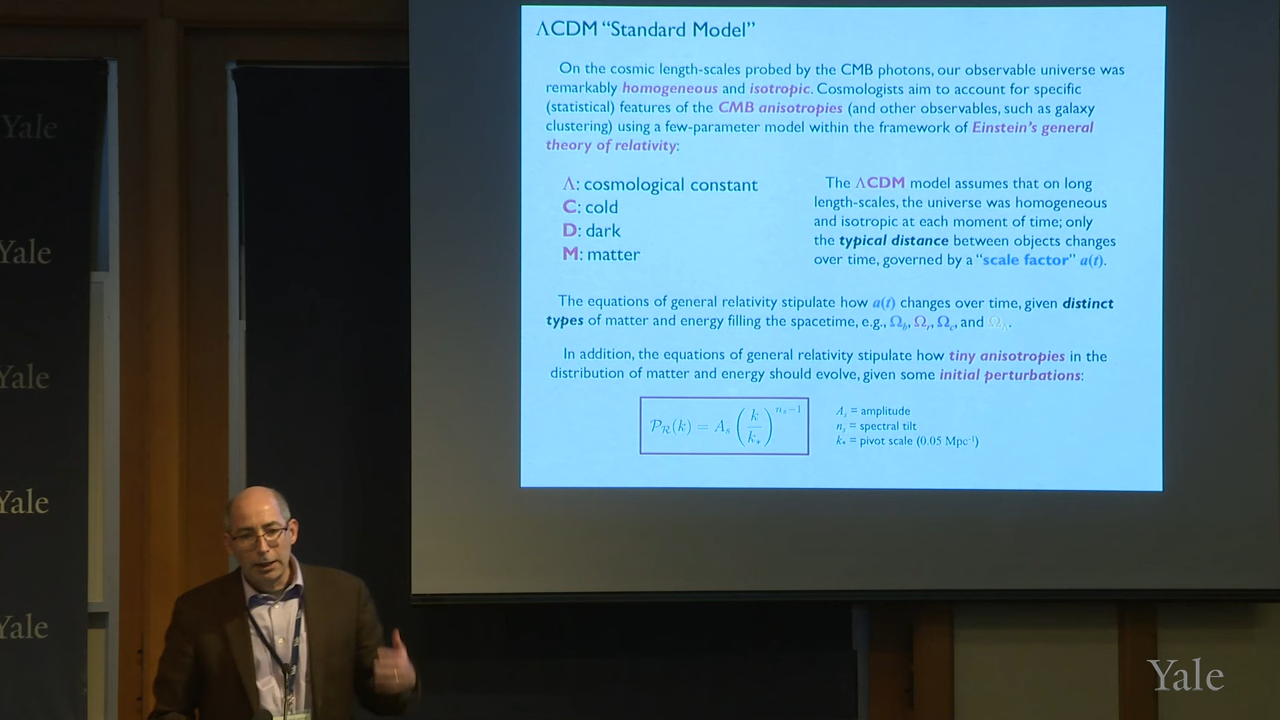 ΛCDM “Standard Model”
On the cosmic length-scales probed by the CMB photons, our observable universe was
remarkably homogeneous and isotropic. Cosmologists aim to account for specific
(statistical) features of the CMB anisotropies (and other observables, such as galaxy
clustering) using a few-parameter model within the framework of Einstein’s general
theory of relativity:
Λ: cosmological constant
C: cold
D: dark
M: matter
The ΛCDM model assumes that on long
length-scales, the universe was homogeneous
and isotropic at each moment of time; only
the typical distance between objects changes
over time, governed by a “scale factor” a(t).
The equations of general relativity stipulate how a(t) changes over time, given distinct
types of matter and energy filling the spacetime, e.g., Ω_b, Ω_r, Ω_c, and
In addition, the equations of general relativity stipulate how tiny anisotropies in the
distribution of matter and energy should evolve, given some initial perturbations:
P_R(k) = A_s (k/k_*)^{n_s−1}
A_s = amplitude
n_s = spectral tilt
k_* = pivot scale (0.05 Mpc⁻¹)
Yale
Yale
Yale
Yale
Yale
Yale